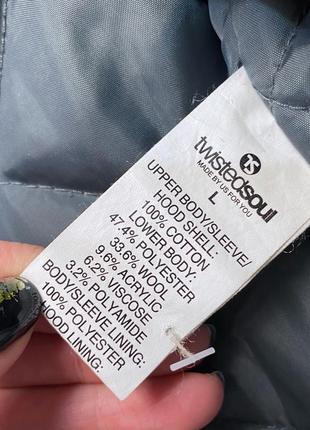 TS
twistedsoul
MADE BY US FOR YOU
L
UPPER BODY/SLEEVE/
HOOD SHELL:
100% COTTON
LOWER BODY:
47.4% POLYESTER
33.6% WOOL
9.6% ACRYLIC
6.2% VISCOSE
3.2% POLYAMIDE
BODY/SLEEVE LINING:
100% POLYESTER
HOOD LINING: